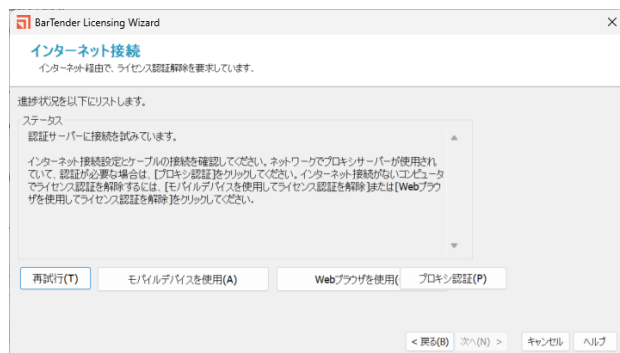 BarTender Licensing Wizard
インターネット接続
インターネット経由で、ライセンス認証解除を要求しています。
進捗状況を以下にリストします。
ステータス
認証サーバーに接続を試みています。
インターネット接続設定とケーブルの接続を確認してください。ネットワークでプロキシサーバーが使用され
ていて、認証が必要な場合は、[プロキシ認証]をクリックしてください。インターネット接続がないコンピュータ
でライセンス認証を解除するには、[モバイルデバイスを使用してライセンス認証を解除]または[Webブラウ
ザを使用してライセンス認証を解除]をクリックしてください。
再試行(T) モバイルデバイスを使用(A) Webブラウザを使用( プロキシ認証(P)
< 戻る(B) 次へ(N) > キャンセル ヘルプ